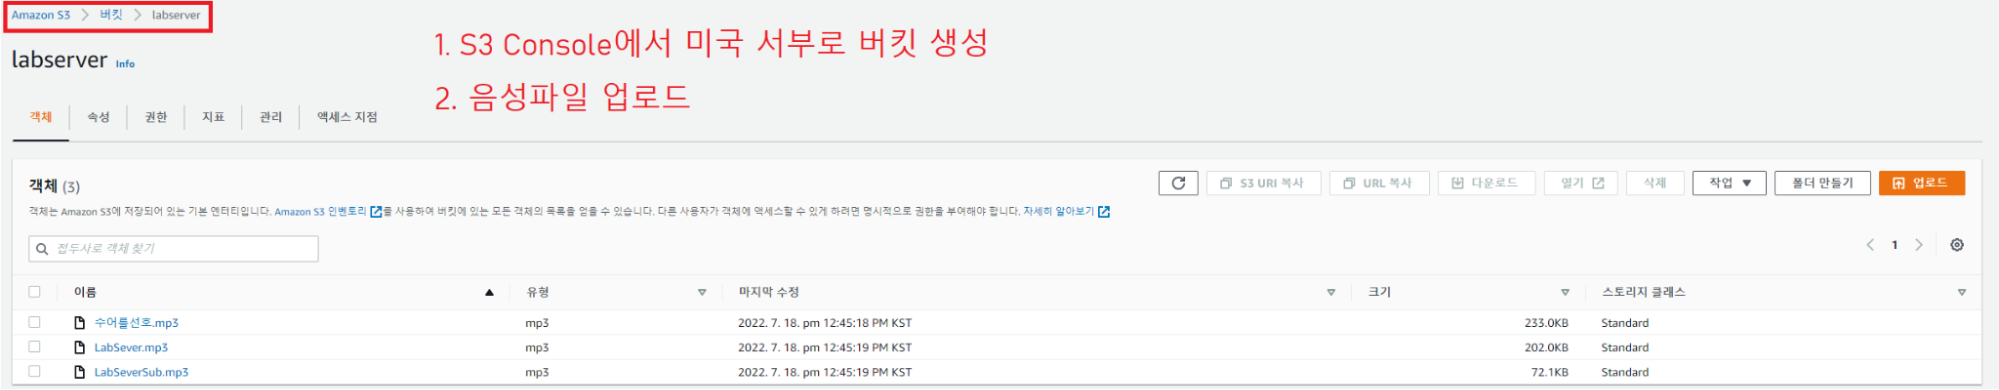 Amazon S3 > 버킷 > labserver
1. S3 Console에서 미국 서부로 버킷 생성
labserver Info
2. 음성파일 업로드
객체 속성 권한 지표 관리 액세스 지점
객체 (3)
S3 URI 복사 URL 복사 다운로드 열기 삭제 작업 폴더 만들기 업로드
객체는 Amazon S3에 저장되어 있는 기본 엔터티입니다. Amazon S3 인벤토리를 사용하여 버킷에 있는 모든 객체의 목록을 얻을 수 있습니다. 다른 사용자가 객체에 액세스할 수 있게 하려면 명시적으로 권한을 부여해야 합니다. 자세히 알아보기
접두사로 객체 찾기
< 1 >
이름 유형 마지막 수정 크기 스토리지 클래스
수어를선호.mp3 mp3 2022. 7. 18. pm 12:45:18 PM KST 233.0KB Standard
LabSever.mp3 mp3 2022. 7. 18. pm 12:45:19 PM KST 202.0KB Standard
LabSeverSub.mp3 mp3 2022. 7. 18. pm 12:45:19 PM KST 72.1KB Standard